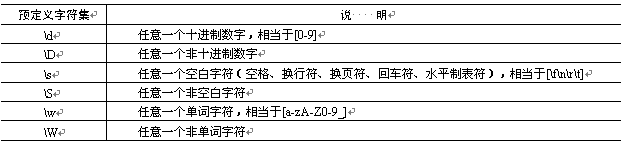 预定义字符集 说····明
\d 任意一个十进制数字，相当于[0-9]
\D 任意一个非十进制数字
\s 任意一个空白字符（空格、换行符、换页符、回车符、水平制表符），相当于[\f\n\r\t]
\S 任意一个非空白字符
\w 任意一个单词字符，相当于[a-zA-Z0-9_]
\W 任意一个非单词字符